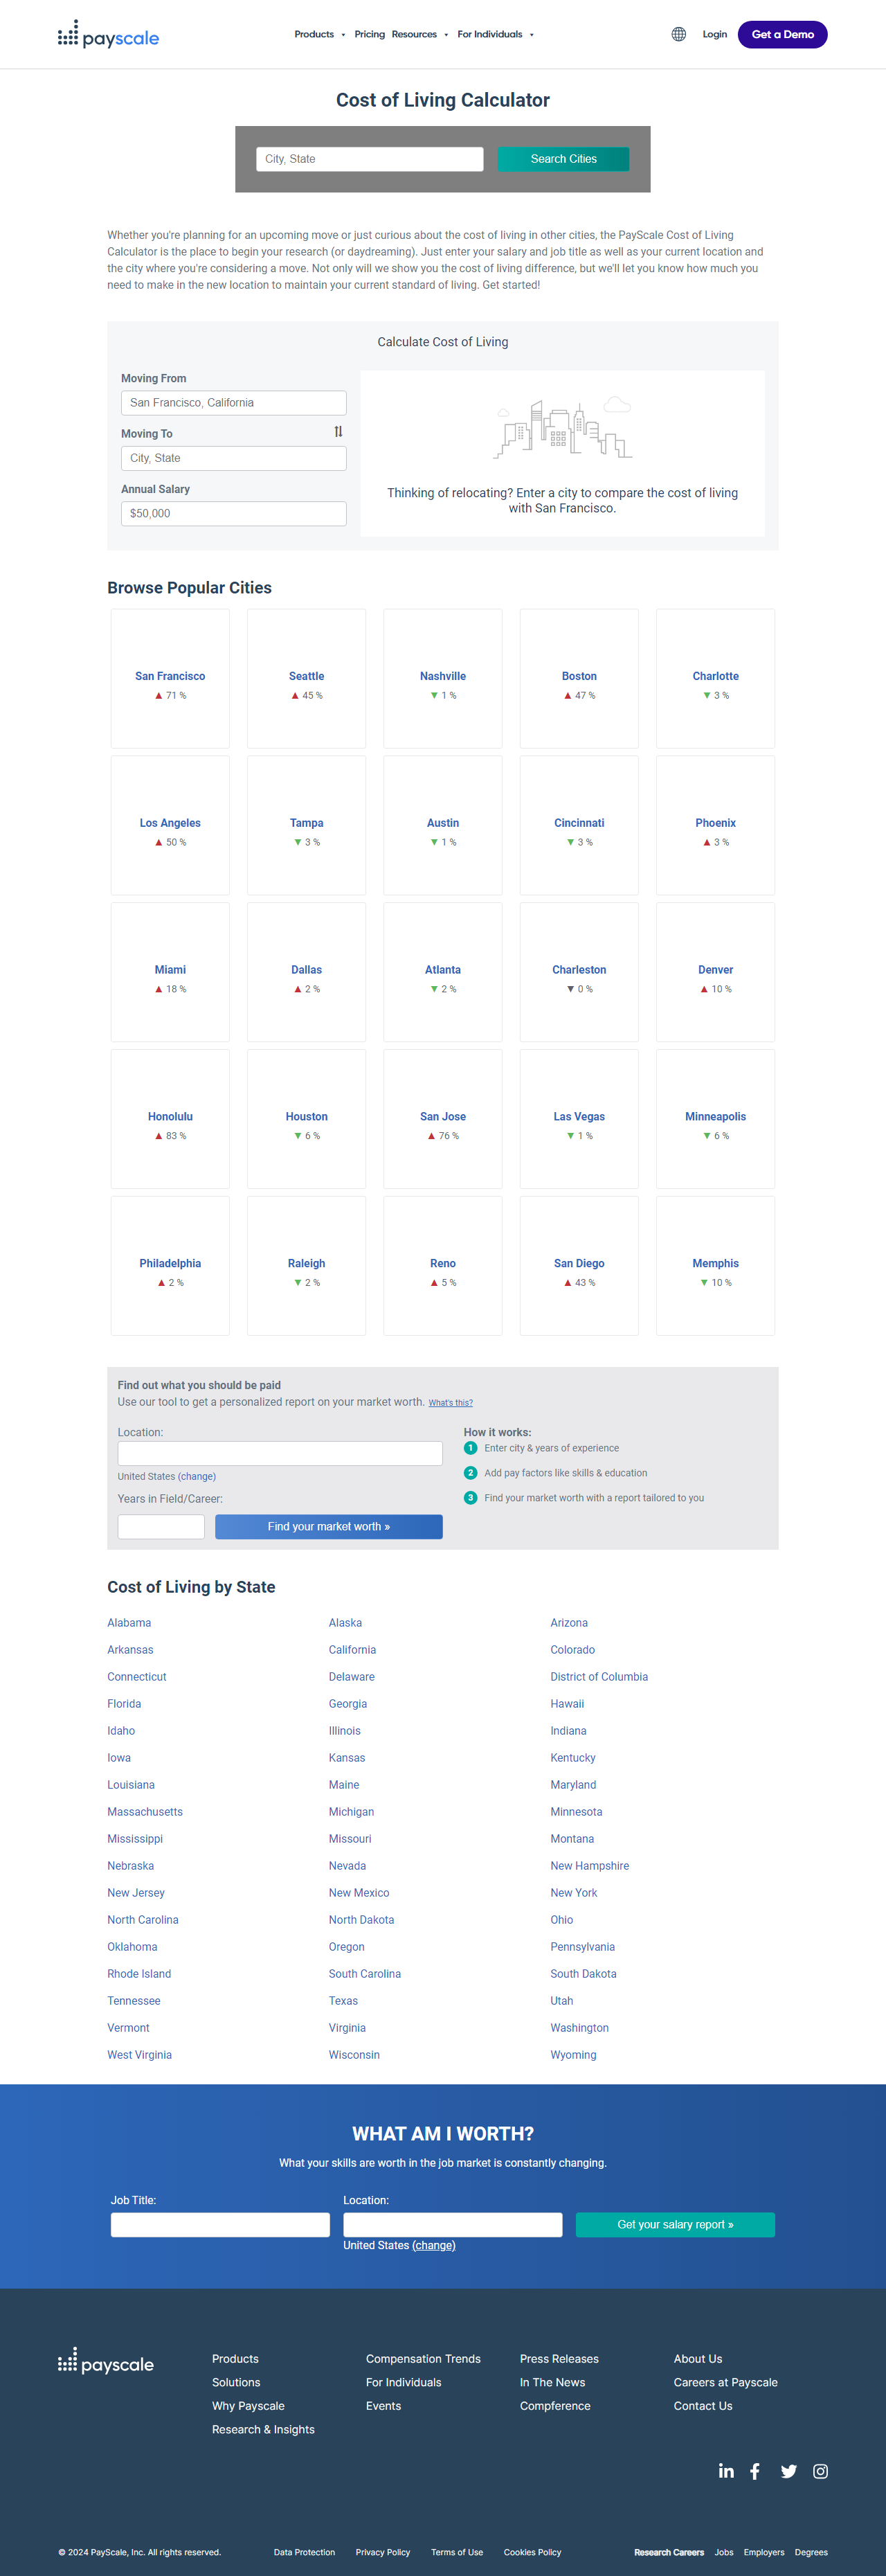 payscale
Products ▾ Pricing Resources ▾ For Individuals ▾
Login Get a Demo
Cost of Living Calculator
City, State Search Cities
Whether you're planning for an upcoming move or just curious about the cost of living in other cities, the PayScale Cost of Living
Calculator is the place to begin your research (or daydreaming). Just enter your salary and job title as well as your current location and
the city where you're considering a move. Not only will we show you the cost of living difference, but we'll let you know how much you
need to make in the new location to maintain your current standard of living. Get started!
Calculate Cost of Living
Moving From
San Francisco, California
Moving To
City, State
Annual Salary
$50,000
Thinking of relocating? Enter a city to compare the cost of living
with San Francisco.
Browse Popular Cities
San Francisco Seattle Nashville Boston Charlotte
▲ 71 % ▲ 45 % ▼ 1 % ▲ 47 % ▼ 3 %
Los Angeles Tampa Austin Cincinnati Phoenix
▲ 50 % ▼ 3 % ▼ 1 % ▼ 3 % ▲ 3 %
Miami Dallas Atlanta Charleston Denver
▲ 18 % ▲ 2 % ▼ 2 % ▼ 0 % ▲ 10 %
Honolulu Houston San Jose Las Vegas Minneapolis
▲ 83 % ▼ 6 % ▲ 76 % ▼ 1 % ▼ 6 %
Philadelphia Raleigh Reno San Diego Memphis
▲ 2 % ▼ 2 % ▲ 5 % ▲ 43 % ▼ 10 %
Find out what you should be paid
Use our tool to get a personalized report on your market worth. What's this?
Location:
United States (change)
Years in Field/Career:
Find your market worth »
How it works:
1 Enter city & years of experience
2 Add pay factors like skills & education
3 Find your market worth with a report tailored to you
Cost of Living by State
Alabama Alaska Arizona
Arkansas California Colorado
Connecticut Delaware District of Columbia
Florida Georgia Hawaii
Idaho Illinois Indiana
Iowa Kansas Kentucky
Louisiana Maine Maryland
Massachusetts Michigan Minnesota
Mississippi Missouri Montana
Nebraska Nevada New Hampshire
New Jersey New Mexico New York
North Carolina North Dakota Ohio
Oklahoma Oregon Pennsylvania
Rhode Island South Carolina South Dakota
Tennessee Texas Utah
Vermont Virginia Washington
West Virginia Wisconsin Wyoming
WHAT AM I WORTH?
What your skills are worth in the job market is constantly changing.
Job Title: Location:
Get your salary report »
United States (change)
payscale
Products Compensation Trends Press Releases About Us
Solutions For Individuals In The News Careers at Payscale
Why Payscale Events Compference Contact Us
Research & Insights
© 2024 PayScale, Inc. All rights reserved. Data Protection Privacy Policy Terms of Use Cookies Policy Research Careers Jobs Employers Degrees